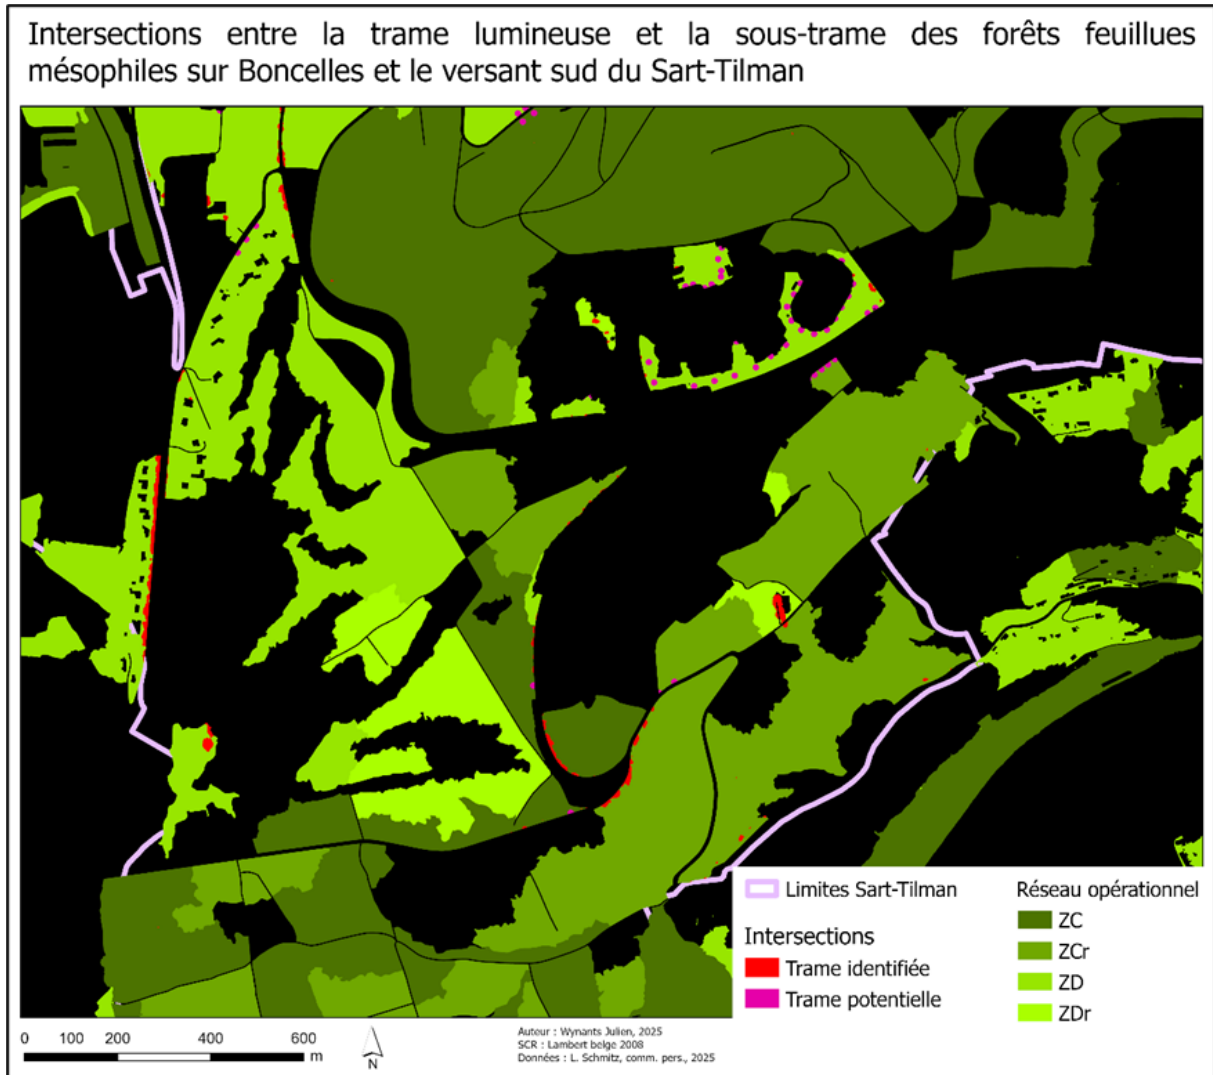 Intersections entre la trame lumineuse et la sous-trame des forêts feuillues
mésophiles sur Boncelles et le versant sud du Sart-Tilman
Limites Sart-Tilman
Intersections
Trame identifiée
Trame potentielle
Réseau opérationnel
ZC
ZCr
ZD
ZDr
0 100 200 400 600
m
N
Auteur : Wynants Julien, 2025
SCR : Lambert belge 2008
Données : L. Schmitz, comm. pers., 2025